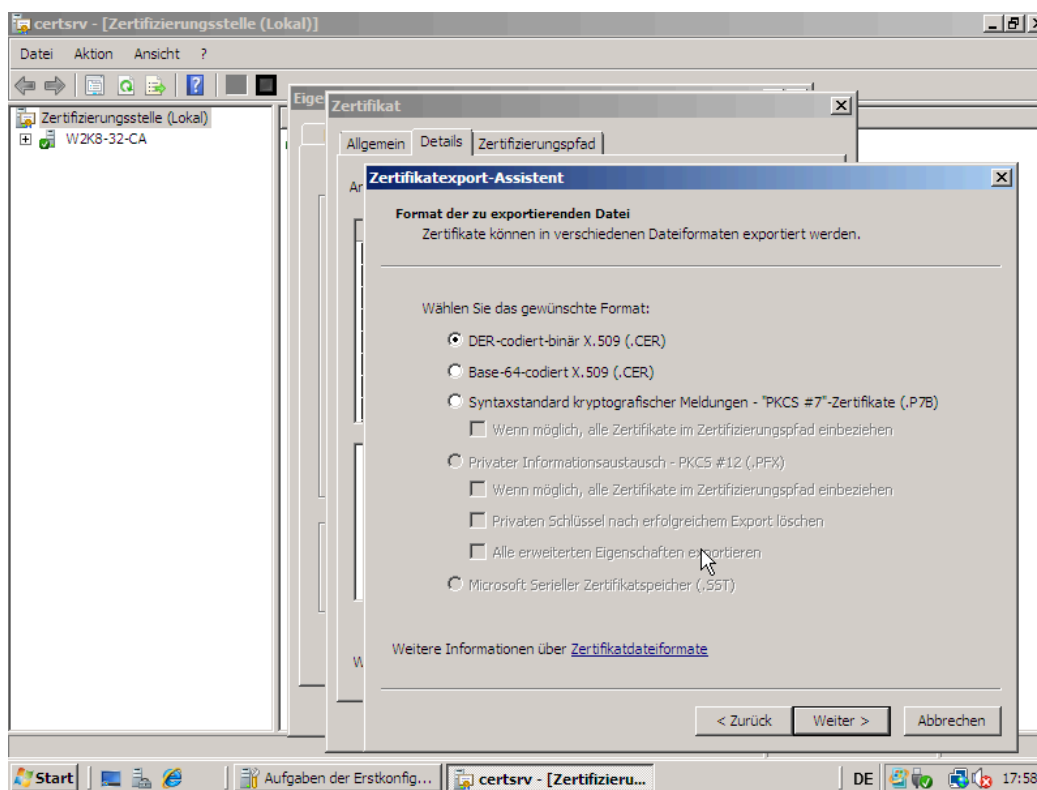 certsrv - [Zertifizierungsstelle (Lokal)]
Datei Aktion Ansicht ?
Zertifizierungsstelle (Lokal)
W2K8-32-CA
Eige
Zertifikat
Allgemein Details Zertifizierungspfad
Ar
Zertifikatexport-Assistent
Format der zu exportierenden Datei
Zertifikate können in verschiedenen Dateiformaten exportiert werden.
Wählen Sie das gewünschte Format:
DER-codiert-binär X.509 (.CER)
Base-64-codiert X.509 (.CER)
Syntaxstandard kryptografischer Meldungen - "PKCS #7"-Zertifikate (.P7B)
Wenn möglich, alle Zertifikate im Zertifizierungspfad einbeziehen
Privater Informationsaustausch - PKCS #12 (.PFX)
Wenn möglich, alle Zertifikate im Zertifizierungspfad einbeziehen
Privaten Schlüssel nach erfolgreichem Export löschen
Alle erweiterten Eigenschaften exportieren
Microsoft Serieller Zertifikatspeicher (.SST)
Weitere Informationen über Zertifikatdateiformate
W
< Zurück Weiter > Abbrechen
Start Aufgaben der Erstkonfig... certsrv - [Zertifizieru... DE 17:58